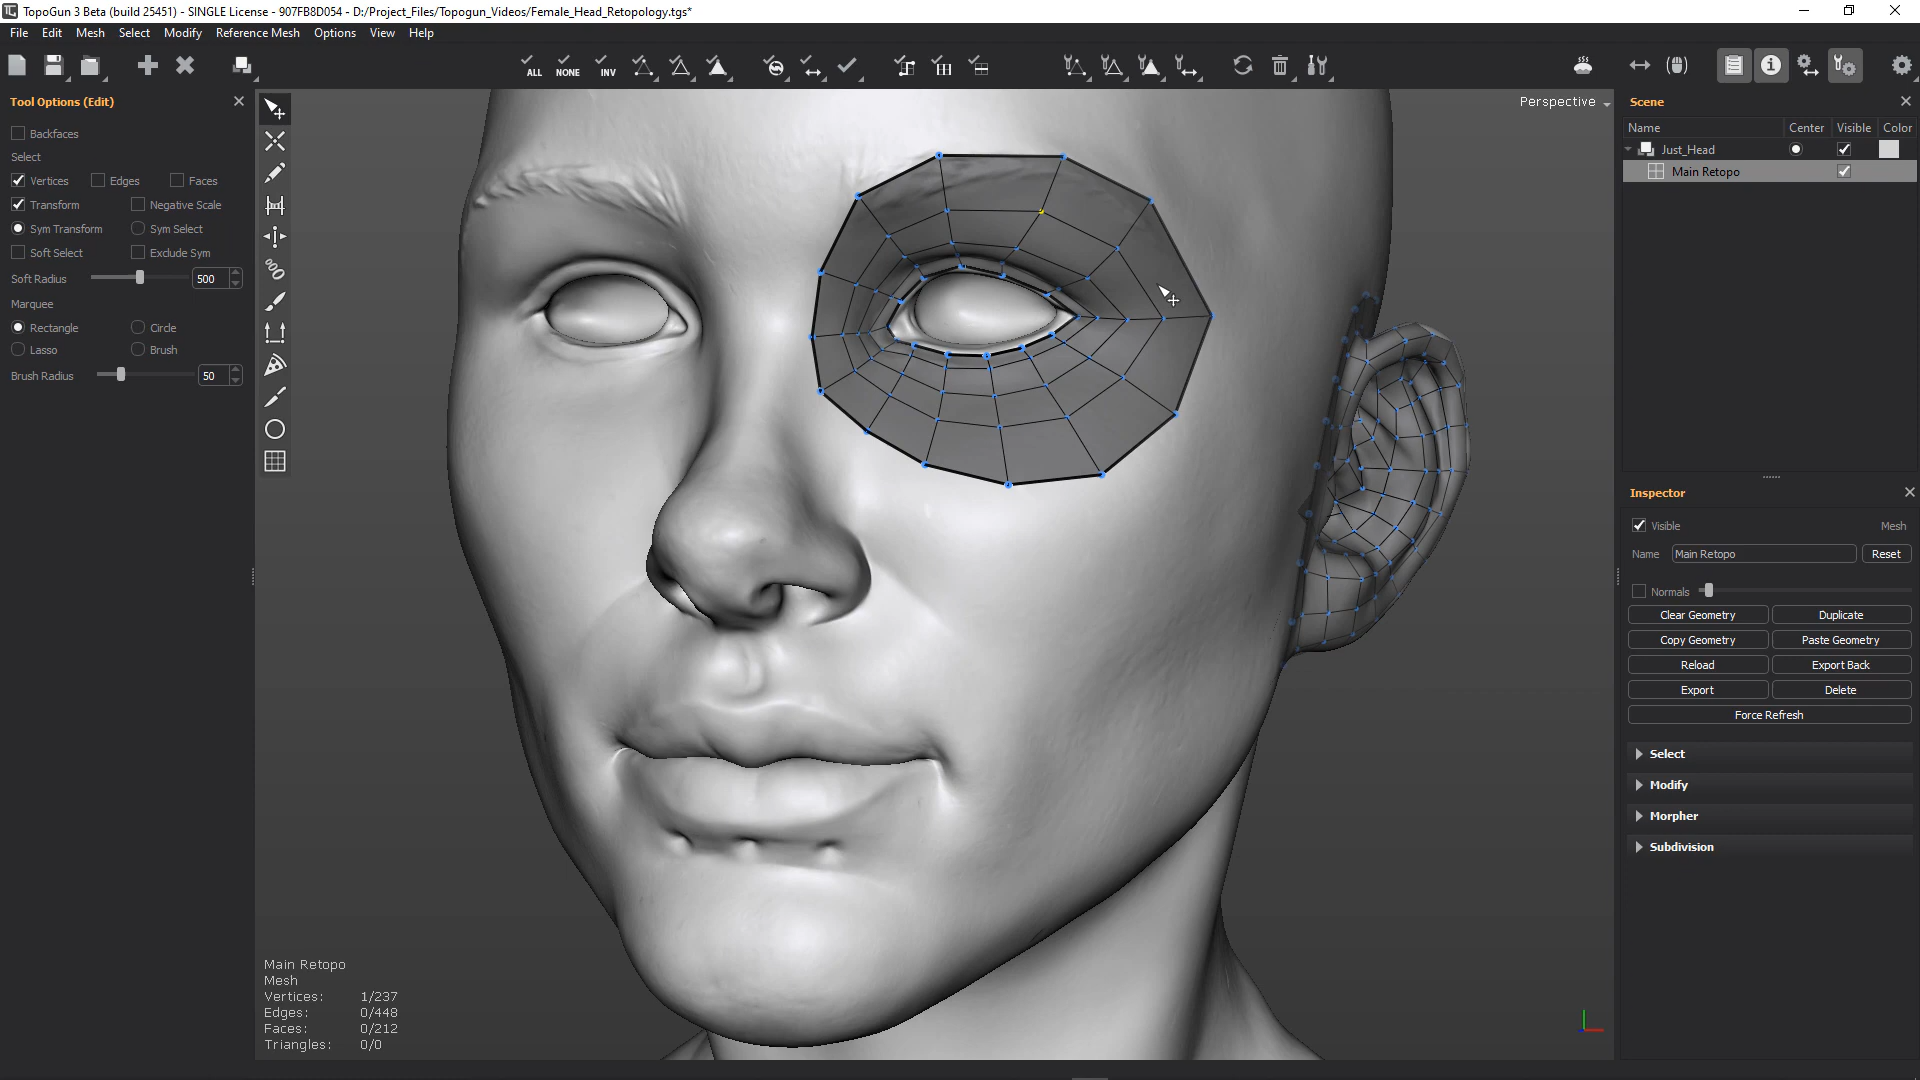 TopoGun 3 Beta (build 25451) - SINGLE License - 907FB8D054 - D:/Project_Files/Topogun_Videos/Female_Head_Retopology.tgs*
File Edit Mesh Select Modify Reference Mesh Options View Help
ALL NONE INV
Tool Options (Edit)
Backfaces
Select
Vertices Edges Faces
Transform Negative Scale
Sym Transform Sym Select
Soft Select Exclude Sym
Soft Radius 500
Marquee
Rectangle Circle
Lasso Brush
Brush Radius 50
Perspective
Main Retopo
Mesh
Vertices: 1/237
Edges: 0/448
Faces: 0/212
Triangles: 0/0
Scene
Name Center Visible Color
Just_Head
Main Retopo
Inspector
Visible Mesh
Name Main Retopo Reset
Normals
Clear Geometry Duplicate
Copy Geometry Paste Geometry
Reload Export Back
Export Delete
Force Refresh
Select
Modify
Morpher
Subdivision